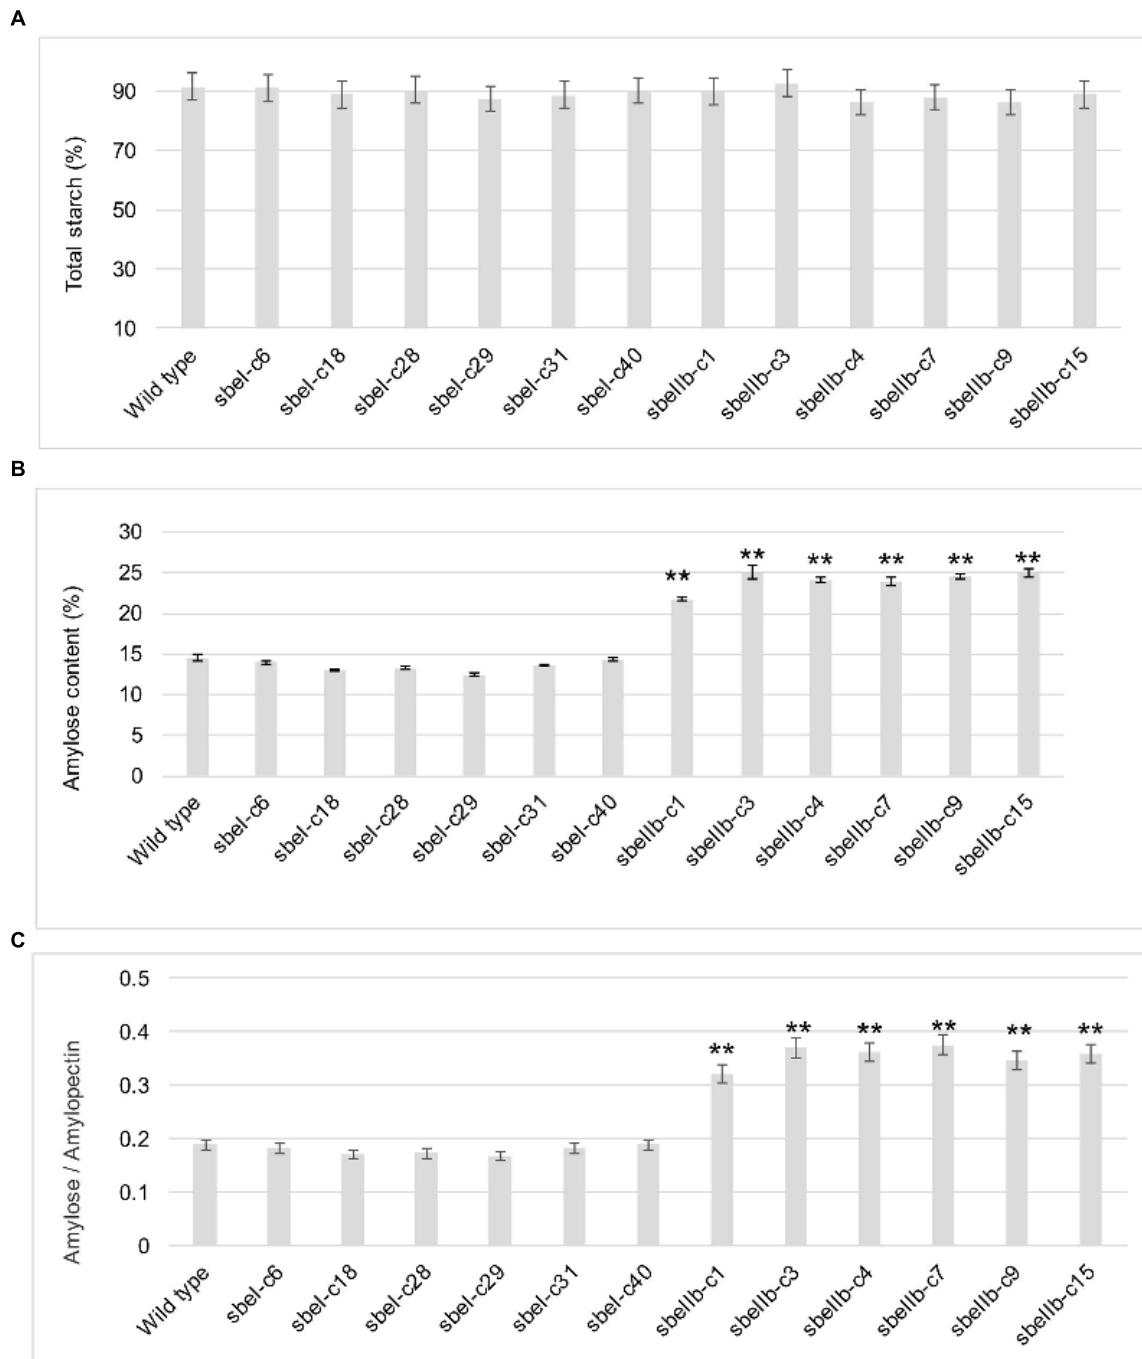 A
Total starch (%)
90
70
50
30
10
Wild type
sbeI-c6
sbeI-c18
sbeI-c28
sbeI-c29
sbeI-c31
sbeI-c40
sbeIIb-c1
sbeIIb-c3
sbeIIb-c4
sbeIIb-c7
sbeIIb-c9
sbeIIb-c15
B
Amylose content (%)
30
25
20
15
10
5
0
** ** ** ** ** **
Wild type
sbeI-c6
sbeI-c18
sbeI-c28
sbeI-c29
sbeI-c31
sbeI-c40
sbeIIb-c1
sbeIIb-c3
sbeIIb-c4
sbeIIb-c7
sbeIIb-c9
sbeIIb-c15
C
Amylose / Amylopectin
0.5
0.4
0.3
0.2
0.1
0
** ** ** ** ** **
Wild type
sbeI-c6
sbeI-c18
sbeI-c28
sbeI-c29
sbeI-c31
sbeI-c40
sbeIIb-c1
sbeIIb-c3
sbeIIb-c4
sbeIIb-c7
sbeIIb-c9
sbeIIb-c15